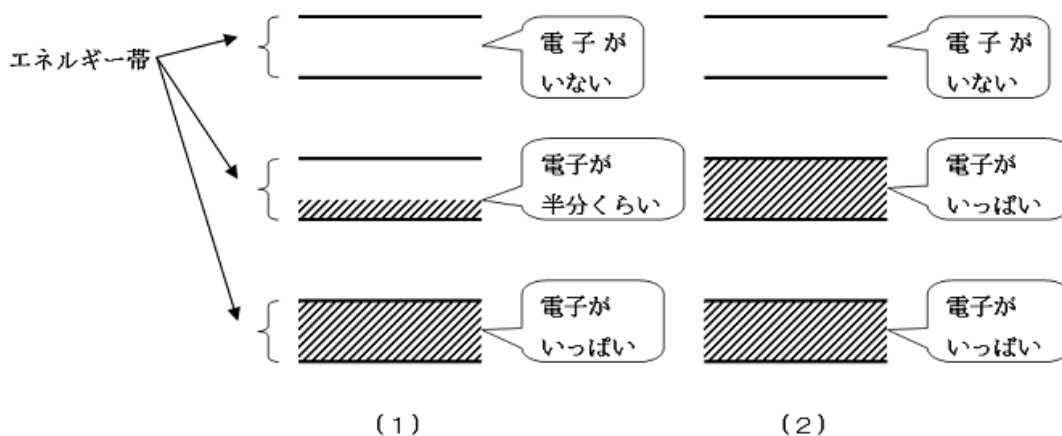 エネルギー帯
電子が
いない
電子が
いない
電子が
半分くらい
電子が
いっぱい
電子が
いっぱい
電子が
いっぱい
(1)
(2)